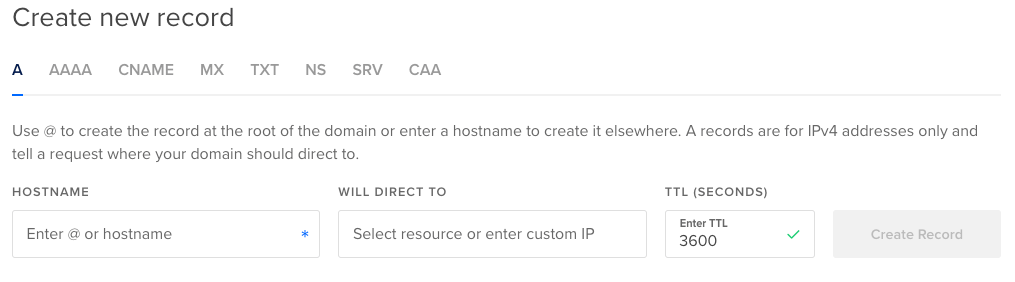 Create new record
A AAAA CNAME MX TXT NS SRV CAA
Use @ to create the record at the root of the domain or enter a hostname to create it elsewhere. A records are for IPv4 addresses only and
tell a request where your domain should direct to.
HOSTNAME WILL DIRECT TO TTL (SECONDS)
Enter @ or hostname * Select resource or enter custom IP Enter TTL
3600 Create Record